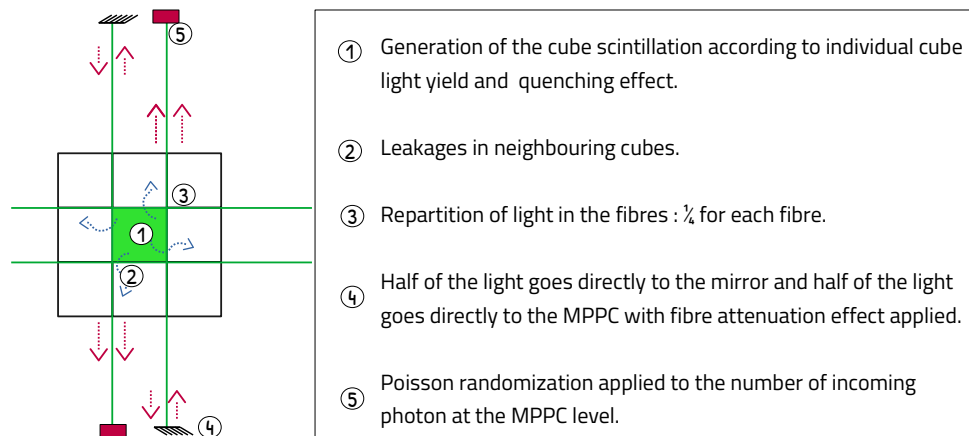 5
3
1
2
4
1 Generation of the cube scintillation according to individual cube
light yield and quenching effect.
2 Leakages in neighbouring cubes.
3 Repartition of light in the fibres : ¼ for each fibre.
4 Half of the light goes directly to the mirror and half of the light
goes directly to the MPPC with fibre attenuation effect applied.
5 Poisson randomization applied to the number of incoming
photon at the MPPC level.